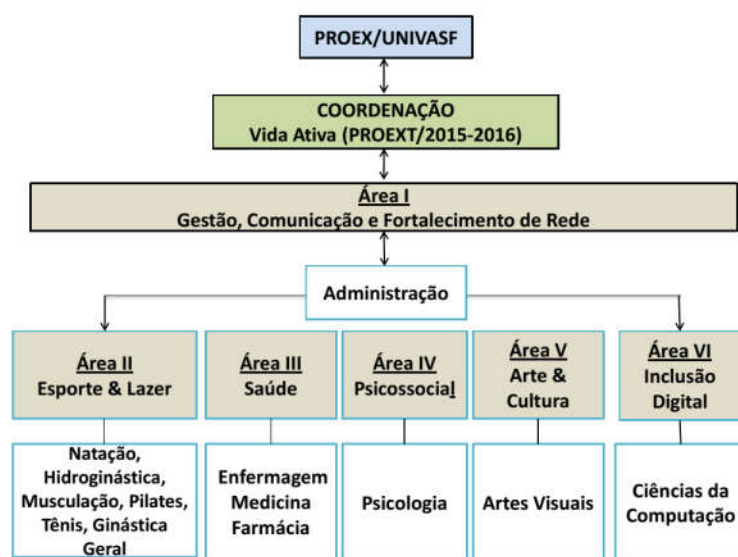 PROEX/UNIVASF
COORDENAÇÃO
Vida Ativa (PROEXT/2015-2016)
Área I
Gestão, Comunicação e Fortalecimento de Rede
Administração
Área II
Esporte & Lazer
Área III
Saúde
Área IV
Psicossocial
Área V
Arte &
Cultura
Área VI
Inclusão
Digital
Natação,
Hidroginástica,
Musculação, Pilates,
Tênis, Ginástica
Geral
Enfermagem
Medicina
Farmácia
Psicologia
Artes Visuais
Ciências da
Computação